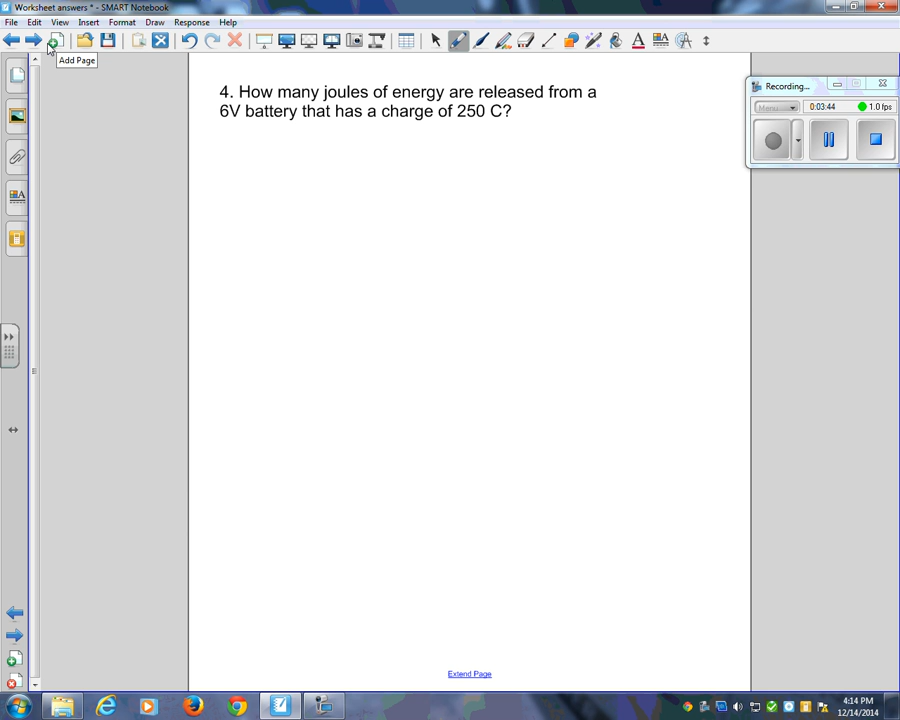 Worksheet answers * - SMART Notebook
File Edit View Insert Format Draw Response Help
Add Page
4. How many joules of energy are released from a
6V battery that has a charge of 250 C?
Recording...
Menu 0:03:44 1.0 fps
Extend Page
4:14 PM
12/14/2014